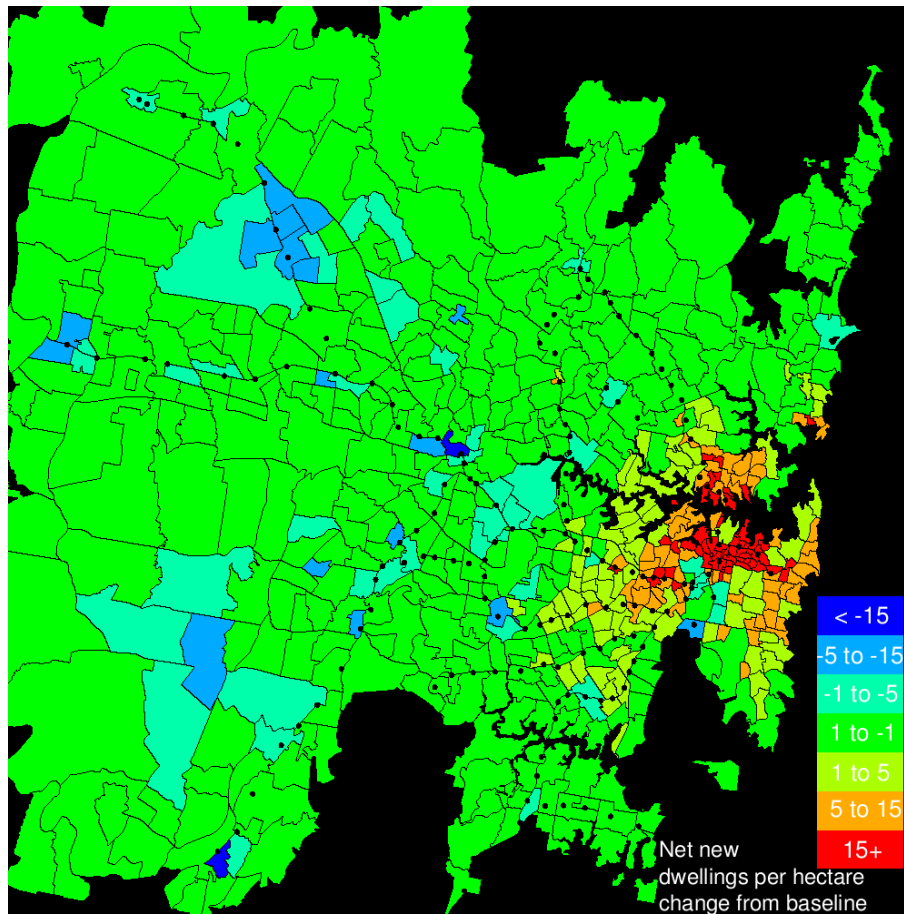 < -15
-5 to -15
-1 to -5
1 to -1
1 to 5
5 to 15
15+
Net new
dwellings per hectare
change from baseline